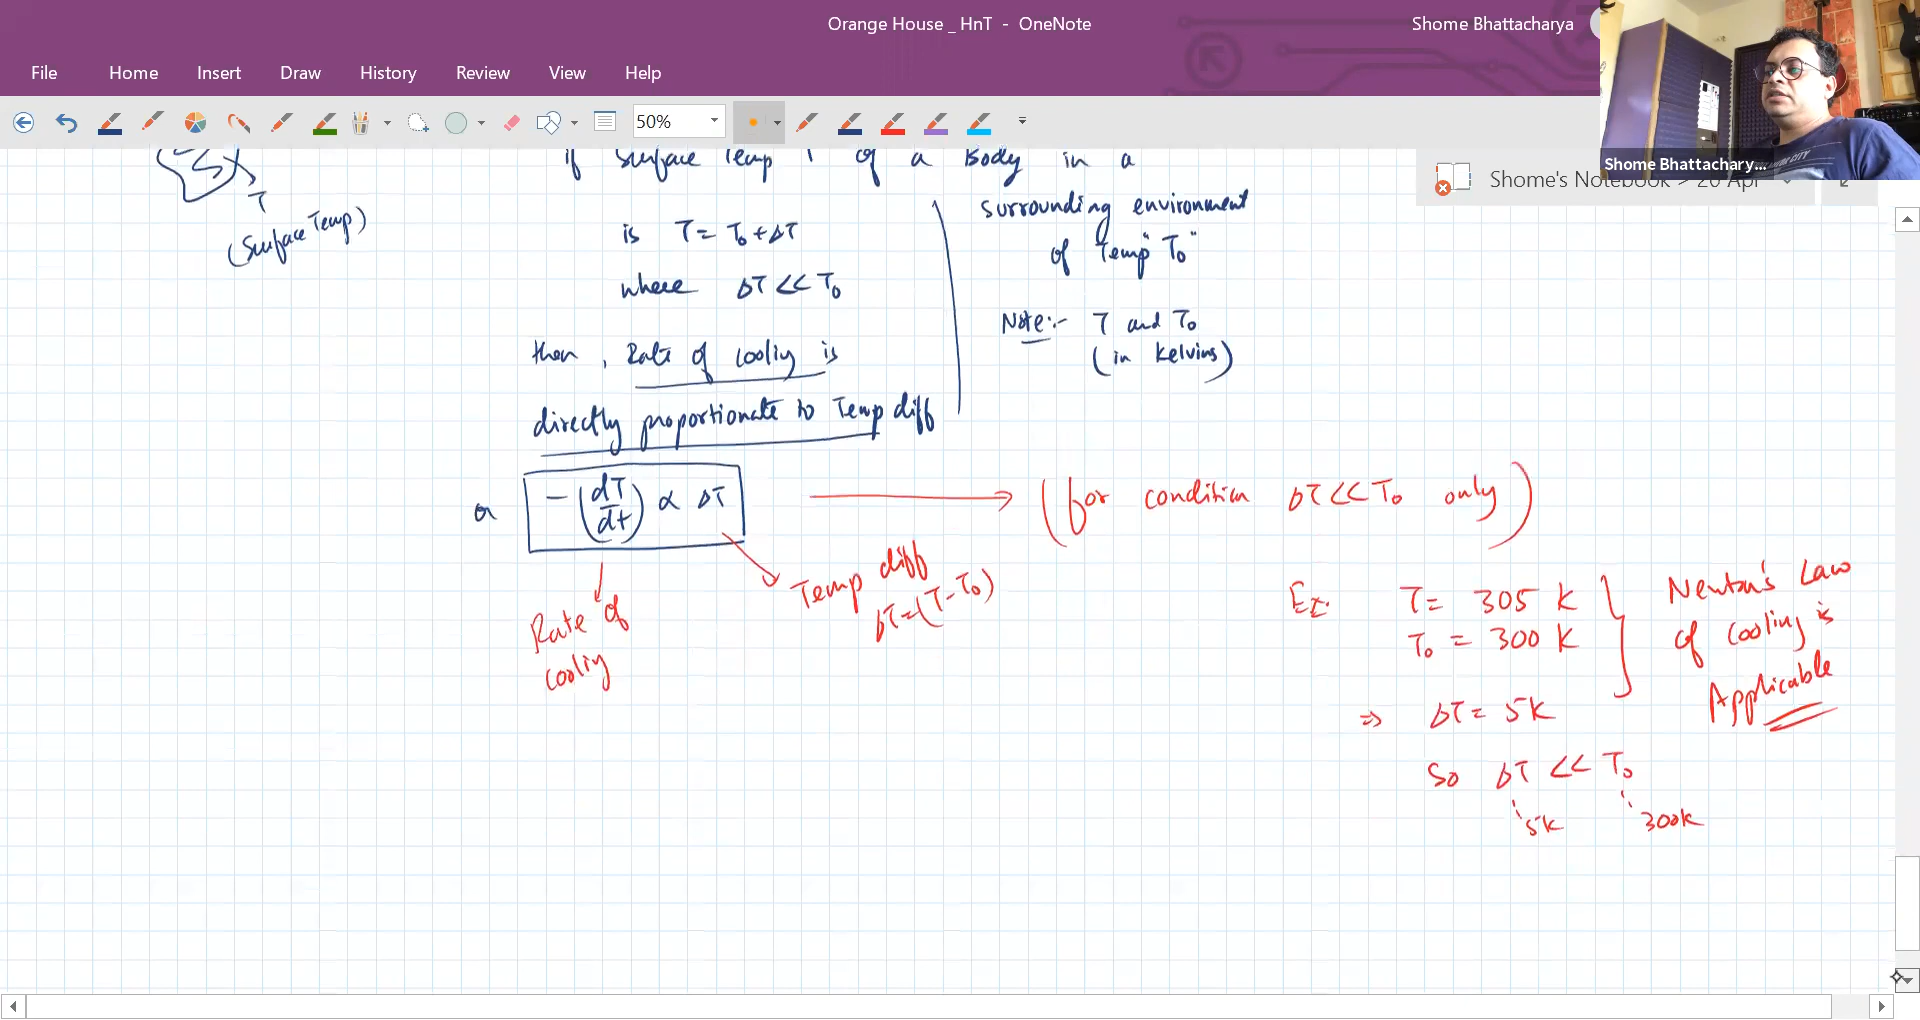 Orange House _ HnT - OneNote
Shome Bhattacharya
File Home Insert Draw History Review View Help
50%
Shome Bhattachary...
Shome's Notebook > 20 Apr
if Surface Temp T of a Body in a
surrounding environment
of Temp "T₀"
T
(Surface Temp)
is T = T₀ + ΔT
where ΔT << T₀
Note:- T and T₀
(in Kelvins)
then, Rate of cooling is
directly proportionate to Temp diff
or -(dT/dt) ∝ ΔT
(for condition ΔT << T₀ only)
Rate of
cooling
Temp diff
ΔT = (T - T₀)
Ex. T = 305 K
T₀ = 300 K
⇒ ΔT = 5K
Newton's Law
of cooling is
Applicable
So ΔT << T₀
5K 300K